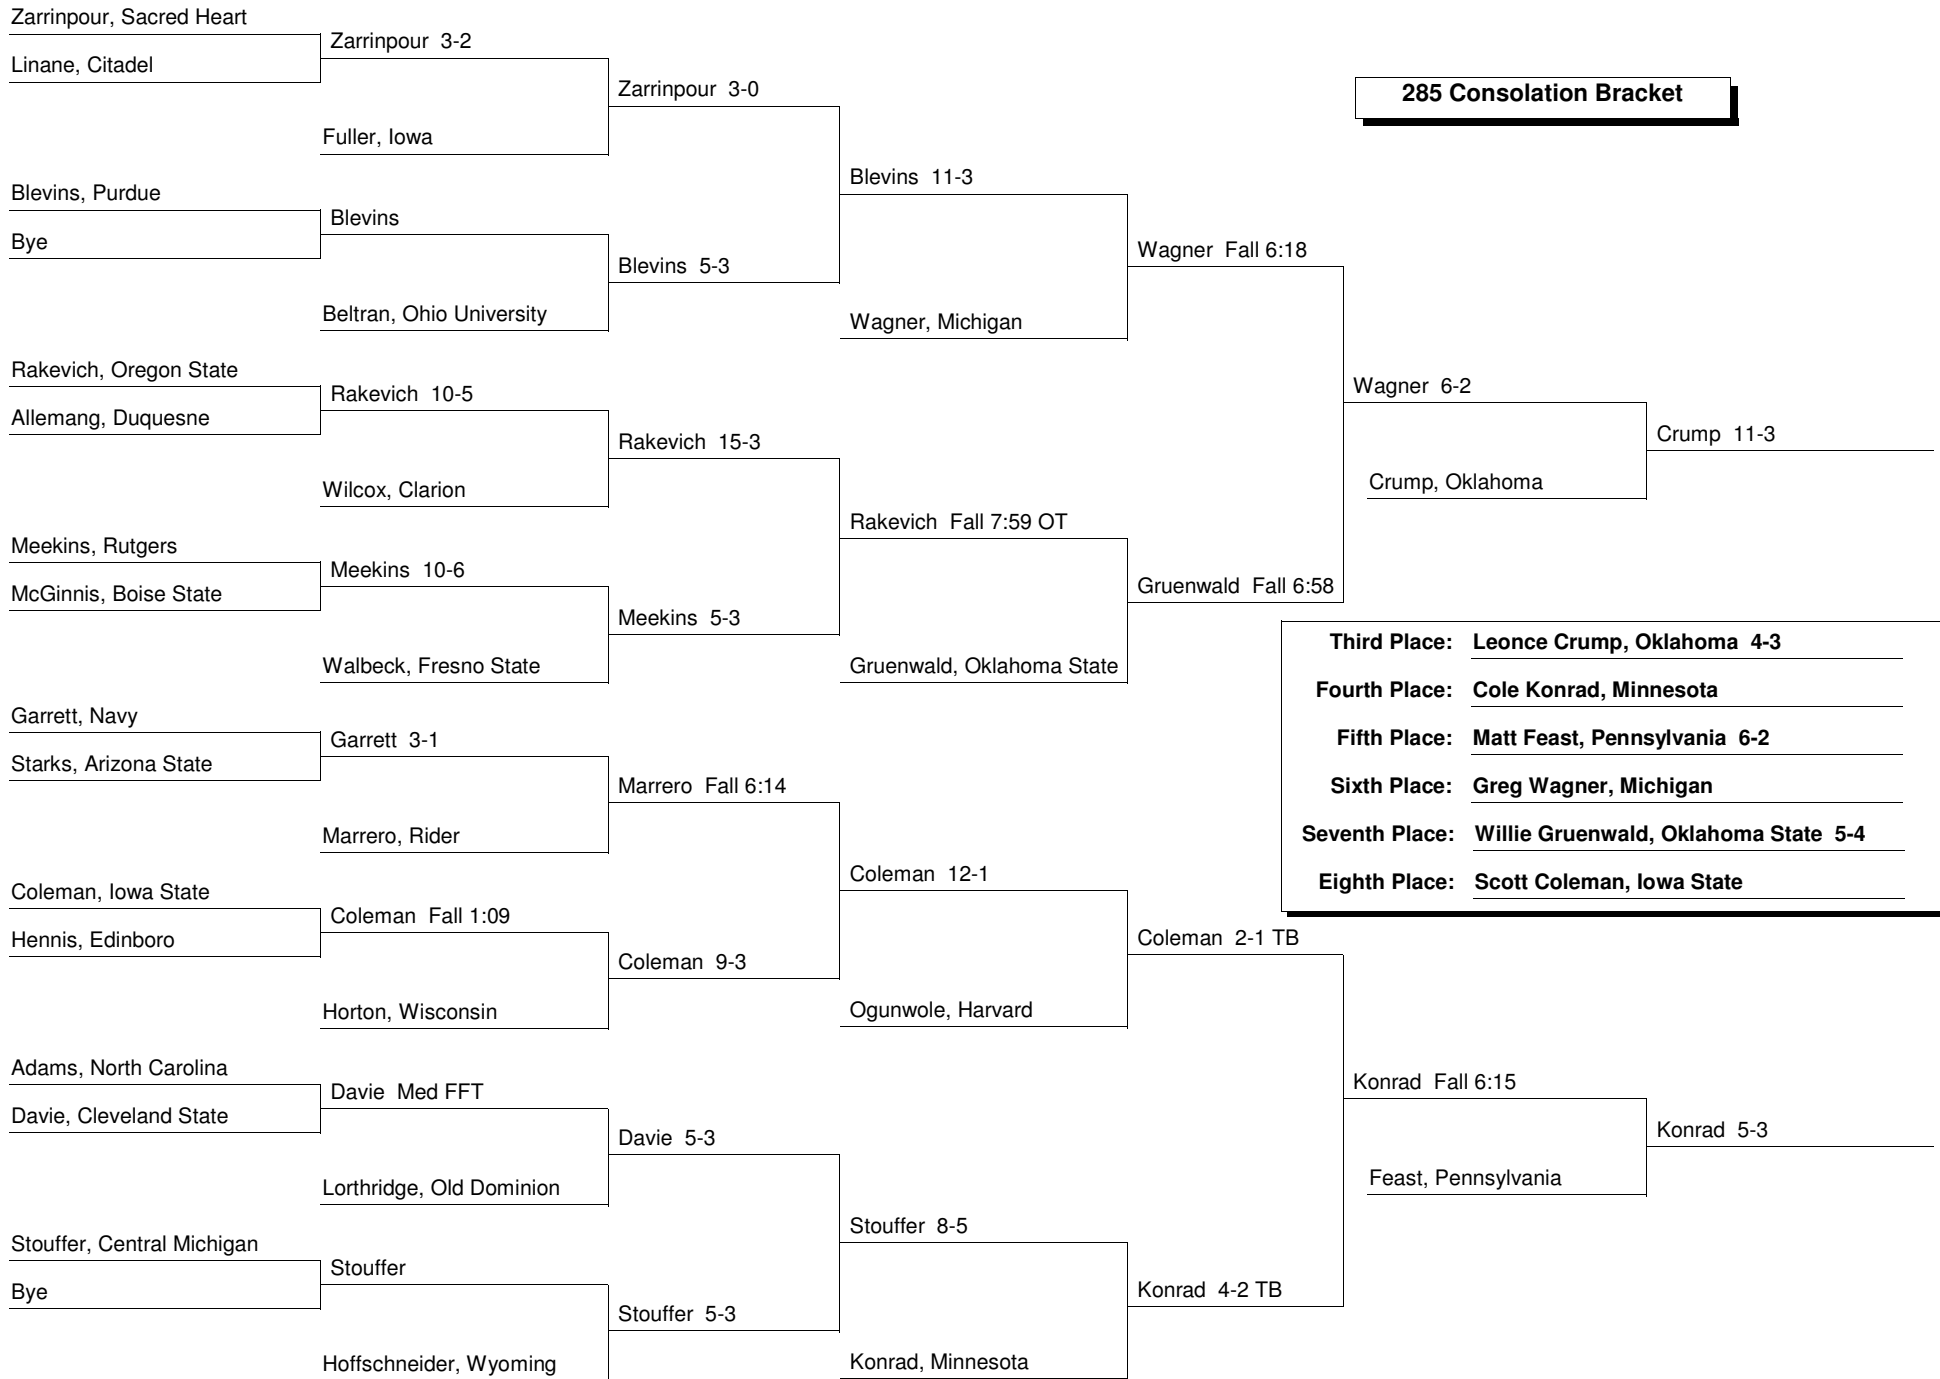 Zarrinpour, Sacred Heart
Linane, Citadel
Zarrinpour 3-2
Fuller, Iowa
Zarrinpour 3-0
Blevins, Purdue
Bye
Blevins
Beltran, Ohio University
Blevins 5-3
Blevins 11-3
Wagner, Michigan
Wagner Fall 6:18
Rakevich, Oregon State
Allemang, Duquesne
Rakevich 10-5
Wilcox, Clarion
Rakevich 15-3
Meekins, Rutgers
McGinnis, Boise State
Meekins 10-6
Walbeck, Fresno State
Meekins 5-3
Rakevich Fall 7:59 OT
Gruenwald, Oklahoma State
Gruenwald Fall 6:58
Wagner 6-2
Crump, Oklahoma
Crump 11-3
285 Consolation Bracket
Garrett, Navy
Starks, Arizona State
Garrett 3-1
Marrero, Rider
Marrero Fall 6:14
Coleman, Iowa State
Hennis, Edinboro
Coleman Fall 1:09
Horton, Wisconsin
Coleman 9-3
Coleman 12-1
Ogunwole, Harvard
Coleman 2-1 TB
Adams, North Carolina
Davie, Cleveland State
Davie Med FFT
Lorthridge, Old Dominion
Davie 5-3
Stouffer, Central Michigan
Bye
Stouffer
Hoffschneider, Wyoming
Stouffer 5-3
Stouffer 8-5
Konrad, Minnesota
Konrad 4-2 TB
Konrad Fall 6:15
Feast, Pennsylvania
Konrad 5-3
Third Place: Leonce Crump, Oklahoma 4-3
Fourth Place: Cole Konrad, Minnesota
Fifth Place: Matt Feast, Pennsylvania 6-2
Sixth Place: Greg Wagner, Michigan
Seventh Place: Willie Gruenwald, Oklahoma State 5-4
Eighth Place: Scott Coleman, Iowa State